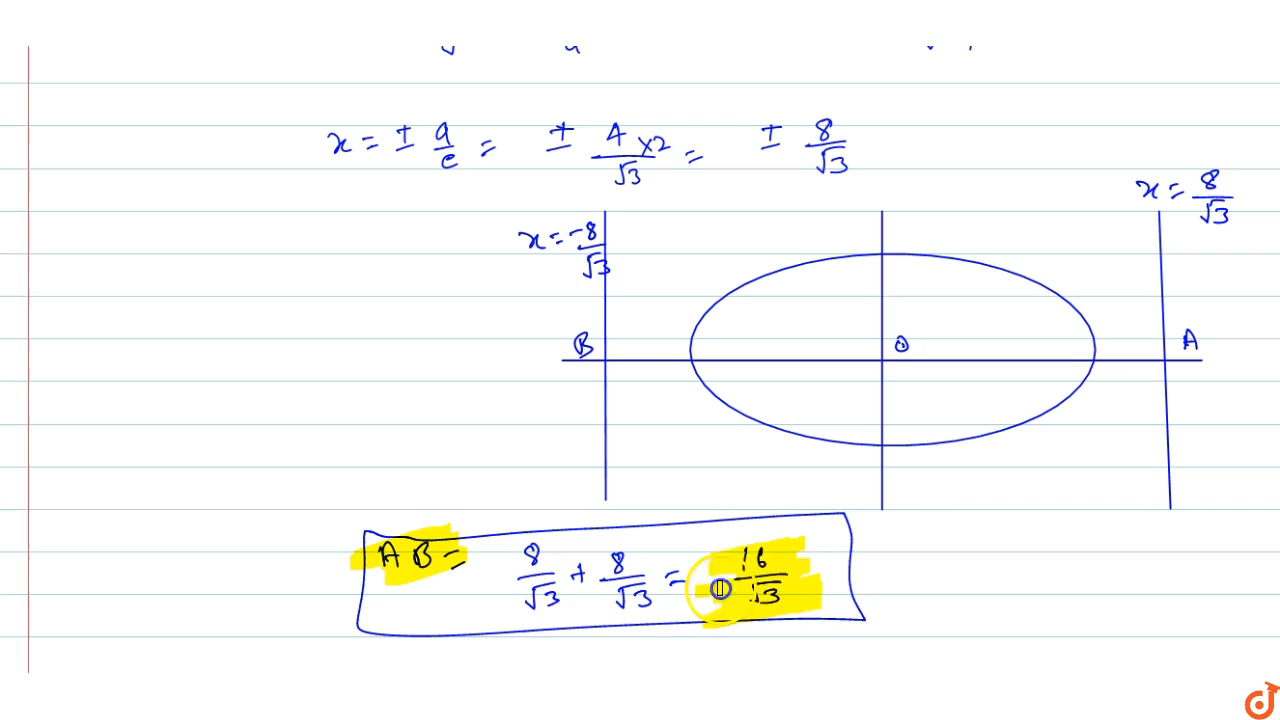 x = ± a/e = ± 4×2/√3 = ± 8/√3
x = 8/√3
x = -8/√3
B O A
AB = 8/√3 + 8/√3 = 16/√3